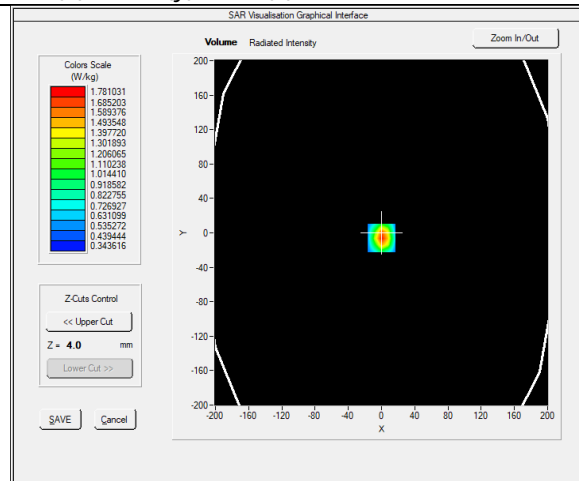 SAR Visualisation Graphical Interface
Volume Radiated Intensity
Zoom In/Out
Colors Scale
(W/kg)
1.781031
1.685203
1.589376
1.493548
1.397720
1.301893
1.206065
1.110238
1.014410
0.918582
0.822755
0.726927
0.631099
0.535272
0.439444
0.343616
Z-Cuts Control
<< Upper Cut
Z = 4.0 mm
Lower Cut >>
SAVE Cancel
200
160
120
80
40
0
-40
-80
-120
-160
-200
Y
-200 -160 -120 -80 -40 0 40 80 120 160 200
X